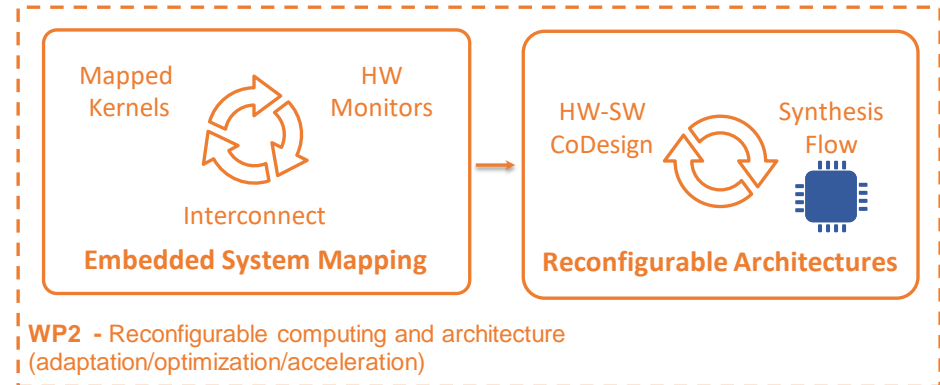 Mapped
Kernels
HW
Monitors
Interconnect
Embedded System Mapping
HW-SW
CoDesign
Synthesis
Flow
Reconfigurable Architectures
WP2 - Reconfigurable computing and architecture
(adaptation/optimization/acceleration)